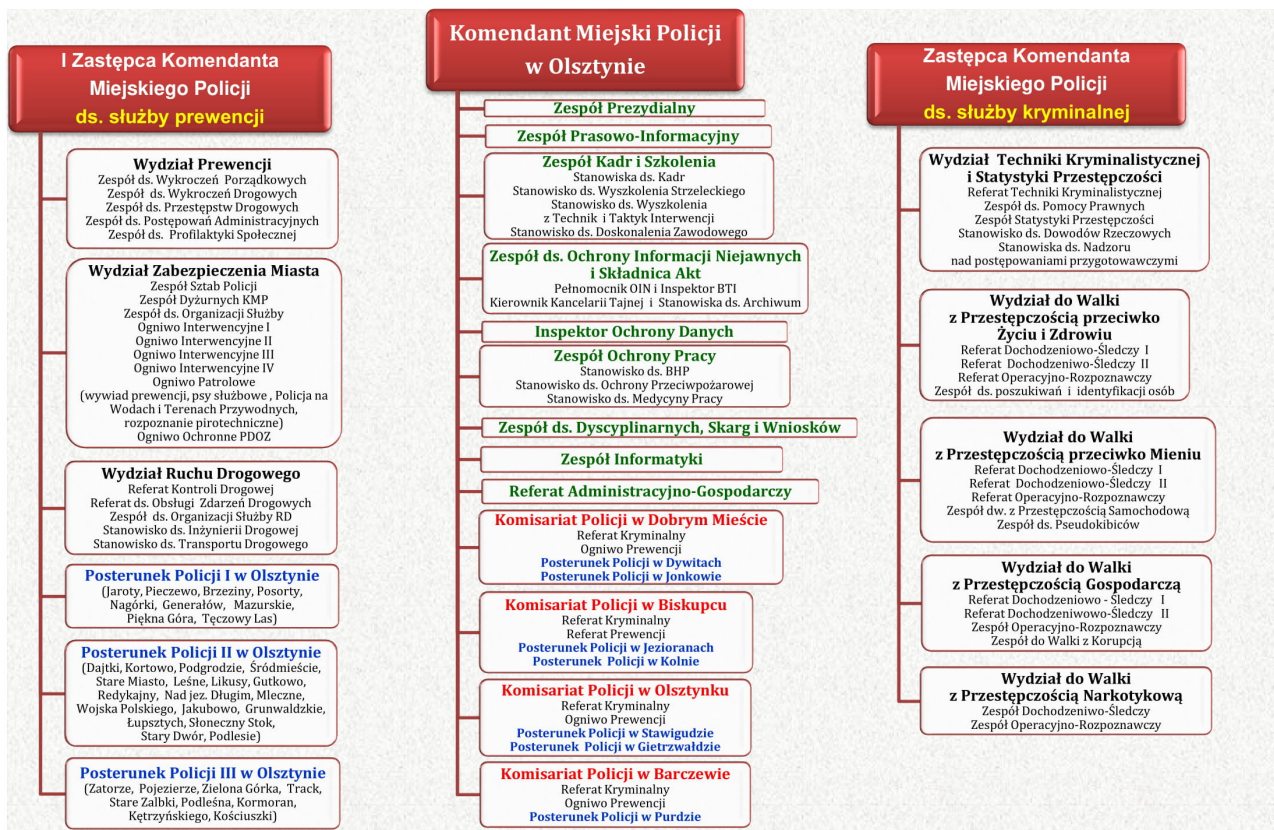 I Zastępca Komendanta
Miejskiego Policji
ds. służby prewencji
Wydział Prewencji
Zespół ds. Wykroczeń Porządkowych
Zespół ds. Wykroczeń Drogowych
Zespół ds. Przestępstw Drogowych
Zespół ds. Postępowań Administracyjnych
Zespół ds. Profilaktyki Społecznej
Wydział Zabezpieczenia Miasta
Zespół Sztab Policji
Zespół Dyżurnych KMP
Zespół ds. Organizacji Służby
Ogniwo Interwencyjne I
Ogniwo Interwencyjne II
Ogniwo Interwencyjne III
Ogniwo Interwencyjne IV
Ogniwo Patrolowe
(wywiad prewencji, psy służbowe , Policja na
Wodach i Terenach Przywodnych,
rozpoznanie pirotechniczne)
Ogniwo Ochronne PDOZ
Wydział Ruchu Drogowego
Referat Kontroli Drogowej
Referat ds. Obsługi Zdarzeń Drogowych
Zespół ds. Organizacji Służby RD
Stanowisko ds. Inżynierii Drogowej
Stanowisko ds. Transportu Drogowego
Posterunek Policji I w Olsztynie
(Jaroty, Pieczewo, Brzeziny, Posorty,
Nagórki, Generałów, Mazurskie,
Piękna Góra, Tęczowy Las)
Posterunek Policji II w Olsztynie
(Dajtki, Kortowo, Podgrodzie, Śródmieście,
Stare Miasto, Leśne, Likusy, Gutkowo,
Redykajny, Nad jez. Długim, Mleczne,
Wojska Polskiego, Jakubowo, Grunwaldzkie,
Łupsztych, Słoneczny Stok,
Stary Dwór, Podlesie)
Posterunek Policji III w Olsztynie
(Zatorze, Pojezierze, Zielona Górka, Track,
Stare Zalbki, Podleśna, Kormoran,
Kętrzyńskiego, Kościuszki)
Komendant Miejski Policji
w Olsztynie
Zespół Prezydialny
Zespół Prasowo-Informacyjny
Zespół Kadr i Szkolenia
Stanowiska ds. Kadr
Stanowisko ds. Wyszkolenia Strzeleckiego
Stanowisko ds. Wyszkolenia
z Technik i Taktyk Interwencji
Stanowisko ds. Doskonalenia Zawodowego
Zespół ds. Ochrony Informacji Niejawnych
i Składnica Akt
Pełnomocnik OIN i Inspektor BTI
Kierownik Kancelarii Tajnej i Stanowiska ds. Archiwum
Inspektor Ochrony Danych
Zespół Ochrony Pracy
Stanowisko ds. BHP
Stanowisko ds. Ochrony Przeciwpożarowej
Stanowisko ds. Medycyny Pracy
Zespół ds. Dyscyplinarnych, Skarg i Wniosków
Zespół Informatyki
Referat Administracyjno-Gospodarczy
Komisariat Policji w Dobrym Mieście
Referat Kryminalny
Ogniwo Prewencji
Posterunek Policji w Dywitach
Posterunek Policji w Jonkowie
Komisariat Policji w Biskupcu
Referat Kryminalny
Referat Prewencji
Posterunek Policji w Jezioranach
Posterunek Policji w Kolnie
Komisariat Policji w Olsztynku
Referat Kryminalny
Ogniwo Prewencji
Posterunek Policji w Stawigudzie
Posterunek Policji w Gietrzwałdzie
Komisariat Policji w Barczewie
Referat Kryminalny
Ogniwo Prewencji
Posterunek Policji w Purdzie
Zastępca Komendanta
Miejskiego Policji
ds. służby kryminalnej
Wydział Techniki Kryminalistycznej
i Statystyki Przestępczości
Referat Techniki Kryminalistycznej
Zespół ds. Pomocy Prawnych
Zespół Statystyki Przestępczości
Stanowisko ds. Dowodów Rzeczowych
Stanowiska ds. Nadzoru
nad postępowaniami przygotowawczymi
Wydział do Walki
z Przestępczością przeciwko
Życiu i Zdrowiu
Referat Dochodzeniowo-Śledczy I
Referat Dochodzeniwo-Śledczy II
Referat Operacyjno-Rozpoznawczy
Zespół ds. poszukiwań i identyfikacji osób
Wydział do Walki
z Przestępczością przeciwko Mieniu
Referat Dochodzeniowo-Śledczy I
Referat Dochodzeniowo-Śledczy II
Referat Operacyjno-Rozpoznawczy
Zespół dw. z Przestępczością Samochodową
Zespół ds. Pseudokibiców
Wydział do Walki
z Przestępczością Gospodarczą
Referat Dochodzeniowo - Śledczy I
Referat Dochodzeniwowo-Śledczy II
Zespół Operacyjno-Rozpoznawczy
Zespół do Walki z Korupcją
Wydział do Walki
z Przestępczością Narkotykową
Zespół Dochodzeniwo-Śledczy
Zespół Operacyjno-Rozpoznawczy